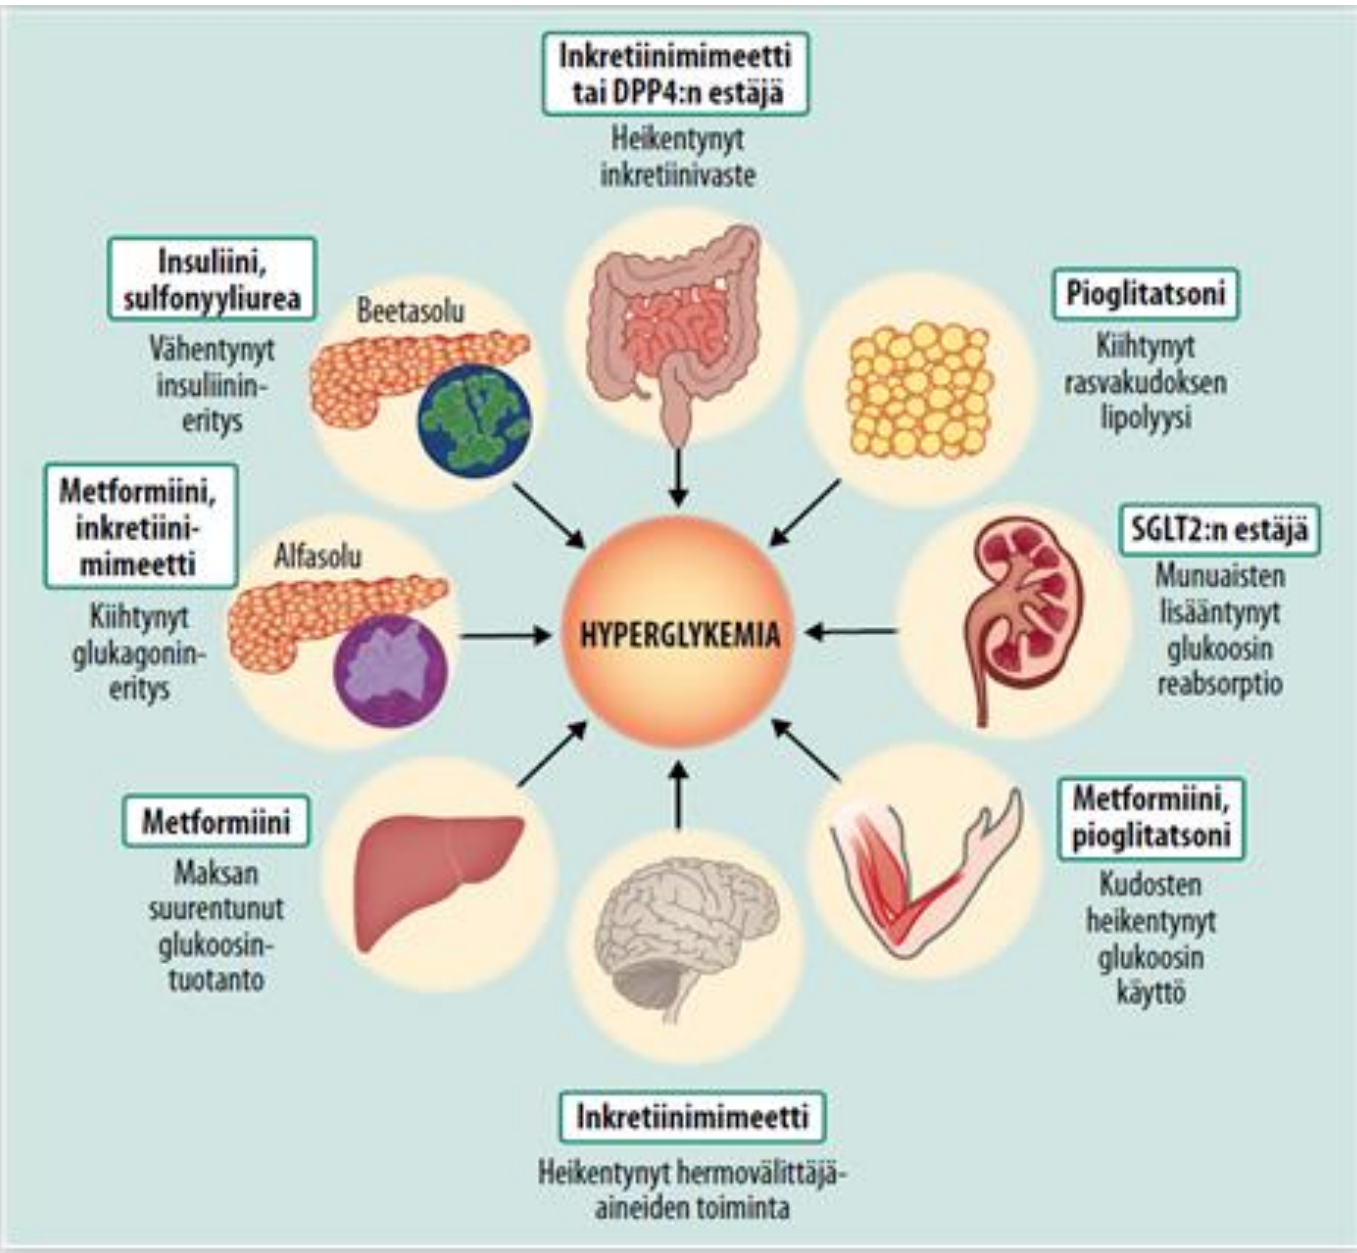 Inkretiinimimeetti
tai DPP4:n estäjä
Heikentynyt
inkretiinivaste
Insuliini,
sulfonyyliurea
Vähentynyt
insuliinin-
eritys
Beetasolu
Pioglitatsoni
Kiihtynyt
rasvakudoksen
lipolyysi
Metformiini,
inkretiini-
mimeetti
Kiihtynyt
glukagonin-
eritys
Alfasolu
HYPERGLYKEMIA
SGLT2:n estäjä
Munuaisten
lisääntynyt
glukoosin
reabsorptio
Metformiini
Maksan
suurentunut
glukoosin-
tuotanto
Metformiini,
pioglitatsoni
Kudosten
heikentynyt
glukoosin
käyttö
Inkretiinimimeetti
Heikentynyt hermovälittäjä-
aineiden toiminta